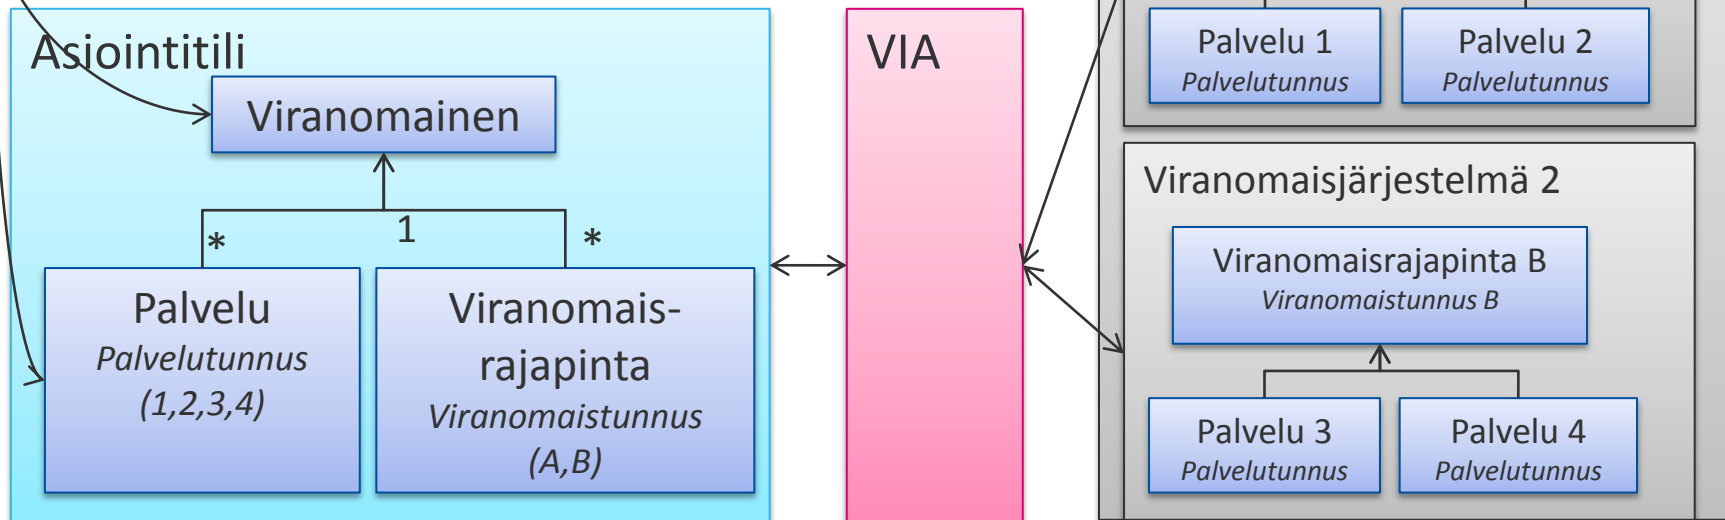 Asiointitili
Viranomainen
1
*
*
Palvelu
Palvelutunnus
(1,2,3,4)
Viranomais-
rajapinta
Viranomaistunnus
(A,B)
VIA
Palvelu 1
Palvelutunnus
Palvelu 2
Palvelutunnus
Viranomaisjärjestelmä 2
Viranomaisrajapinta B
Viranomaistunnus B
Palvelu 3
Palvelutunnus
Palvelu 4
Palvelutunnus